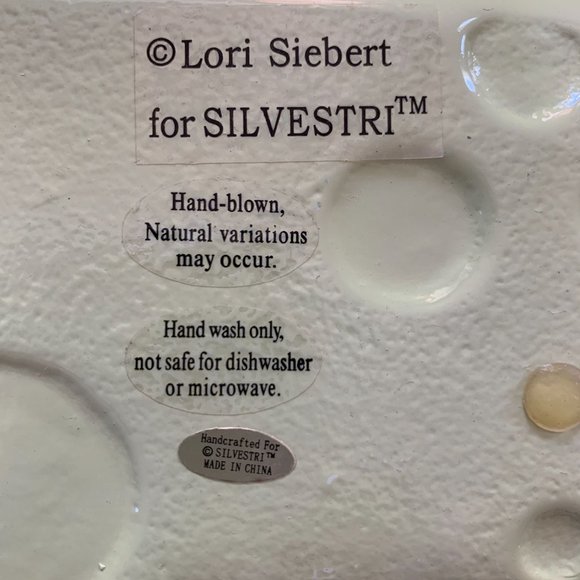 ©Lori Siebert
for SILVESTRI™
Hand-blown,
Natural variations
may occur.
Hand wash only,
not safe for dishwasher
or microwave.
Handcrafted For
© SILVESTRI™
MADE IN CHINA